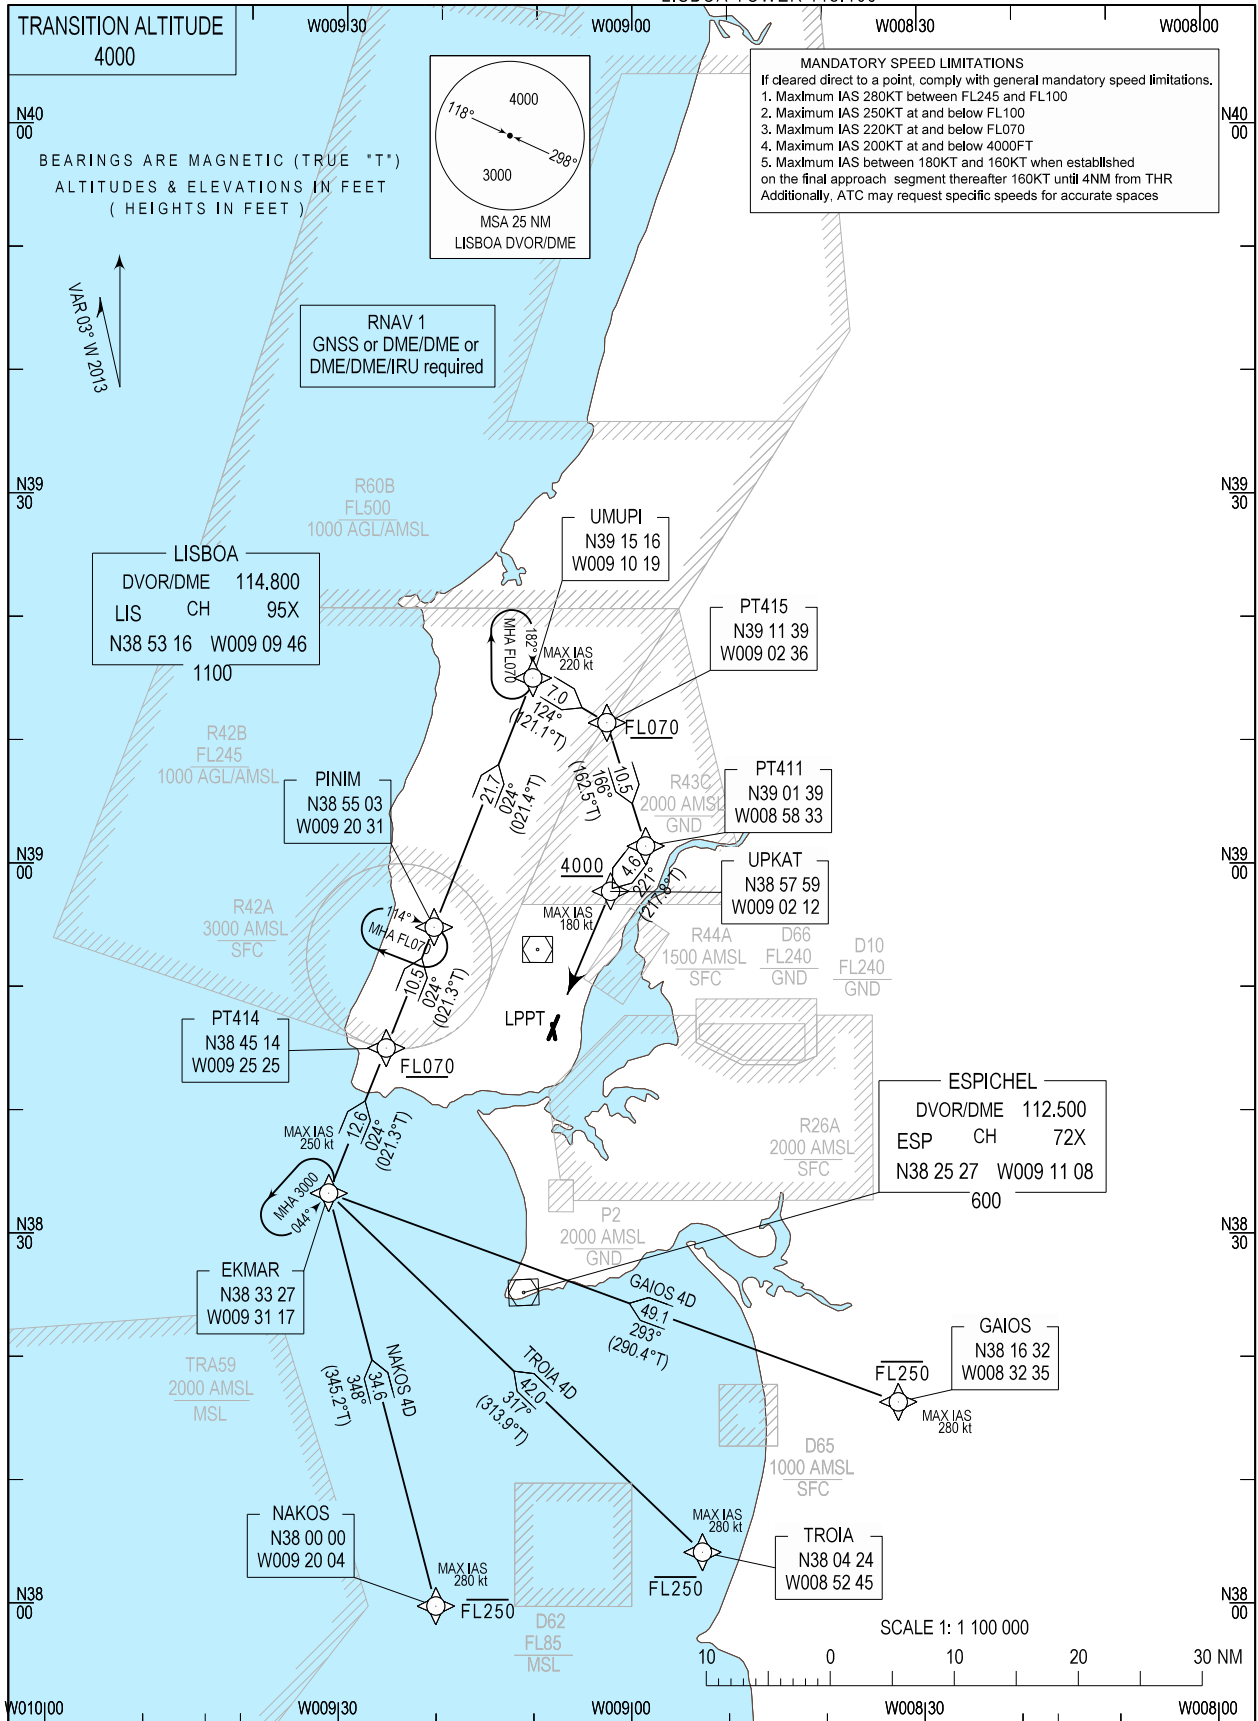 W009 30
W009 00
W008 30
W008 00
TRANSITION ALTITUDE
4000
MANDATORY SPEED LIMITATIONS
If cleared direct to a point, comply with general mandatory speed limitations.
1. Maximum IAS 280KT between FL245 and FL100
2. Maximum IAS 250KT at and below FL100
3. Maximum IAS 220KT at and below FL070
4. Maximum IAS 200KT at and below 4000FT
5. Maximum IAS between 180KT and 160KT when established
on the final approach segment thereafter 160KT until 4NM from THR
Additionally, ATC may request specific speeds for accurate spaces
4000
118°
298°
3000
MSA 25 NM
LISBOA DVOR/DME
N40
00
N40
00
BEARINGS ARE MAGNETIC (TRUE "T")
ALTITUDES & ELEVATIONS IN FEET
( HEIGHTS IN FEET )
VAR 03° W 2013
RNAV 1
GNSS or DME/DME or
DME/DME/IRU required
N39
30
N39
30
R60B
FL500
1000 AGL/AMSL
UMUPI
N39 15 16
W009 10 19
LISBOA
DVOR/DME 114.800
LIS CH 95X
N38 53 16 W009 09 46
1100
PT415
N39 11 39
W009 02 36
MHA FL070
182°
MAX IAS
220 kt
7.0
124°
(121.1°T)
FL070
R42B
FL245
1000 AGL/AMSL
PINIM
N38 55 03
W009 20 31
21.7
024°
(021.4°T)
10.5
166°
(162.5°T)
R43C
2000 AMSL
GND
PT411
N39 01 39
W008 58 33
N39
00
N39
00
4000
4.6
221°
(217.8°T)
UPKAT
N38 57 59
W009 02 12
MAX IAS
180 kt
R42A
3000 AMSL
SFC
114°
MHA FL070
R44A
1500 AMSL
SFC
D66
FL240
GND
D10
FL240
GND
10.5
024°
(021.3°T)
LPPT
PT414
N38 45 14
W009 25 25
FL070
ESPICHEL
DVOR/DME 112.500
ESP CH 72X
N38 25 27 W009 11 08
600
MAX IAS
250 kt
12.6
024°
(021.3°T)
R26A
2000 AMSL
SFC
MHA 3000
044°
P2
2000 AMSL
GND
N38
30
N38
30
EKMAR
N38 33 27
W009 31 17
GAIOS 4D
49.1
293°
(290.4°T)
GAIOS
N38 16 32
W008 32 35
FL250
MAX IAS
280 kt
TRA59
2000 AMSL
MSL
NAKOS 4D
34.6
348°
(345.2°T)
TROIA 4D
42.0
317°
(313.9°T)
D65
1000 AMSL
SFC
NAKOS
N38 00 00
W009 20 04
MAX IAS
280 kt
FL250
MAX IAS
280 kt
FL250
TROIA
N38 04 24
W008 52 45
N38
00
N38
00
D62
FL85
MSL
SCALE 1: 1 100 000
10 0 10 20 30 NM
W010 00
W009 30
W009 00
W008 30
W008 00